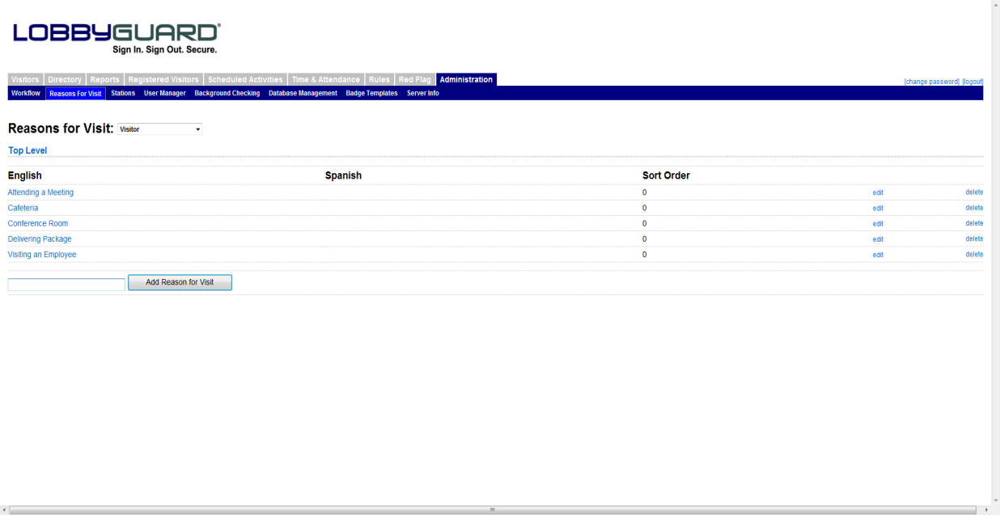 LOBBYGUARD®
Sign In. Sign Out. Secure.
Visitors Directory Reports Registered Visitors Scheduled Activities Time & Attendance Rules Red Flag Administration
[change password] [logout]
Workflow Reasons For Visit Stations User Manager Background Checking Database Management Badge Templates Server Info
Reasons for Visit: Visitor
Top Level
English Spanish Sort Order
Attending a Meeting 0 edit delete
Cafeteria 0 edit delete
Conference Room 0 edit delete
Delivering Package 0 edit delete
Visiting an Employee 0 edit delete
Add Reason for Visit